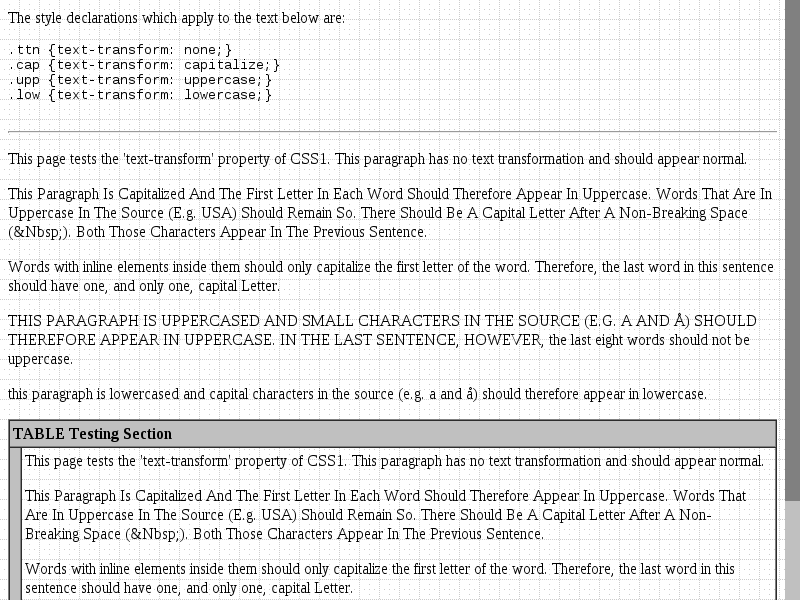 The style declarations which apply to the text below are:
.ttn {text-transform: none;}
.cap {text-transform: capitalize;}
.upp {text-transform: uppercase;}
.low {text-transform: lowercase;}
This page tests the 'text-transform' property of CSS1. This paragraph has no text transformation and should appear normal.
This Paragraph Is Capitalized And The First Letter In Each Word Should Therefore Appear In Uppercase. Words That Are In
Uppercase In The Source (E.g. USA) Should Remain So. There Should Be A Capital Letter After A Non-Breaking Space
(&Nbsp;). Both Those Characters Appear In The Previous Sentence.
Words with inline elements inside them should only capitalize the first letter of the word. Therefore, the last word in this sentence
should have one, and only one, capital Letter.
THIS PARAGRAPH IS UPPERCASED AND SMALL CHARACTERS IN THE SOURCE (E.G. A AND Å) SHOULD
THEREFORE APPEAR IN UPPERCASE. IN THE LAST SENTENCE, HOWEVER, the last eight words should not be
uppercase.
this paragraph is lowercased and capital characters in the source (e.g. a and å) should therefore appear in lowercase.
TABLE Testing Section
This page tests the 'text-transform' property of CSS1. This paragraph has no text transformation and should appear normal.
This Paragraph Is Capitalized And The First Letter In Each Word Should Therefore Appear In Uppercase. Words That
Are In Uppercase In The Source (E.g. USA) Should Remain So. There Should Be A Capital Letter After A Non-
Breaking Space (&Nbsp;). Both Those Characters Appear In The Previous Sentence.
Words with inline elements inside them should only capitalize the first letter of the word. Therefore, the last word in this
sentence should have one, and only one, capital Letter.